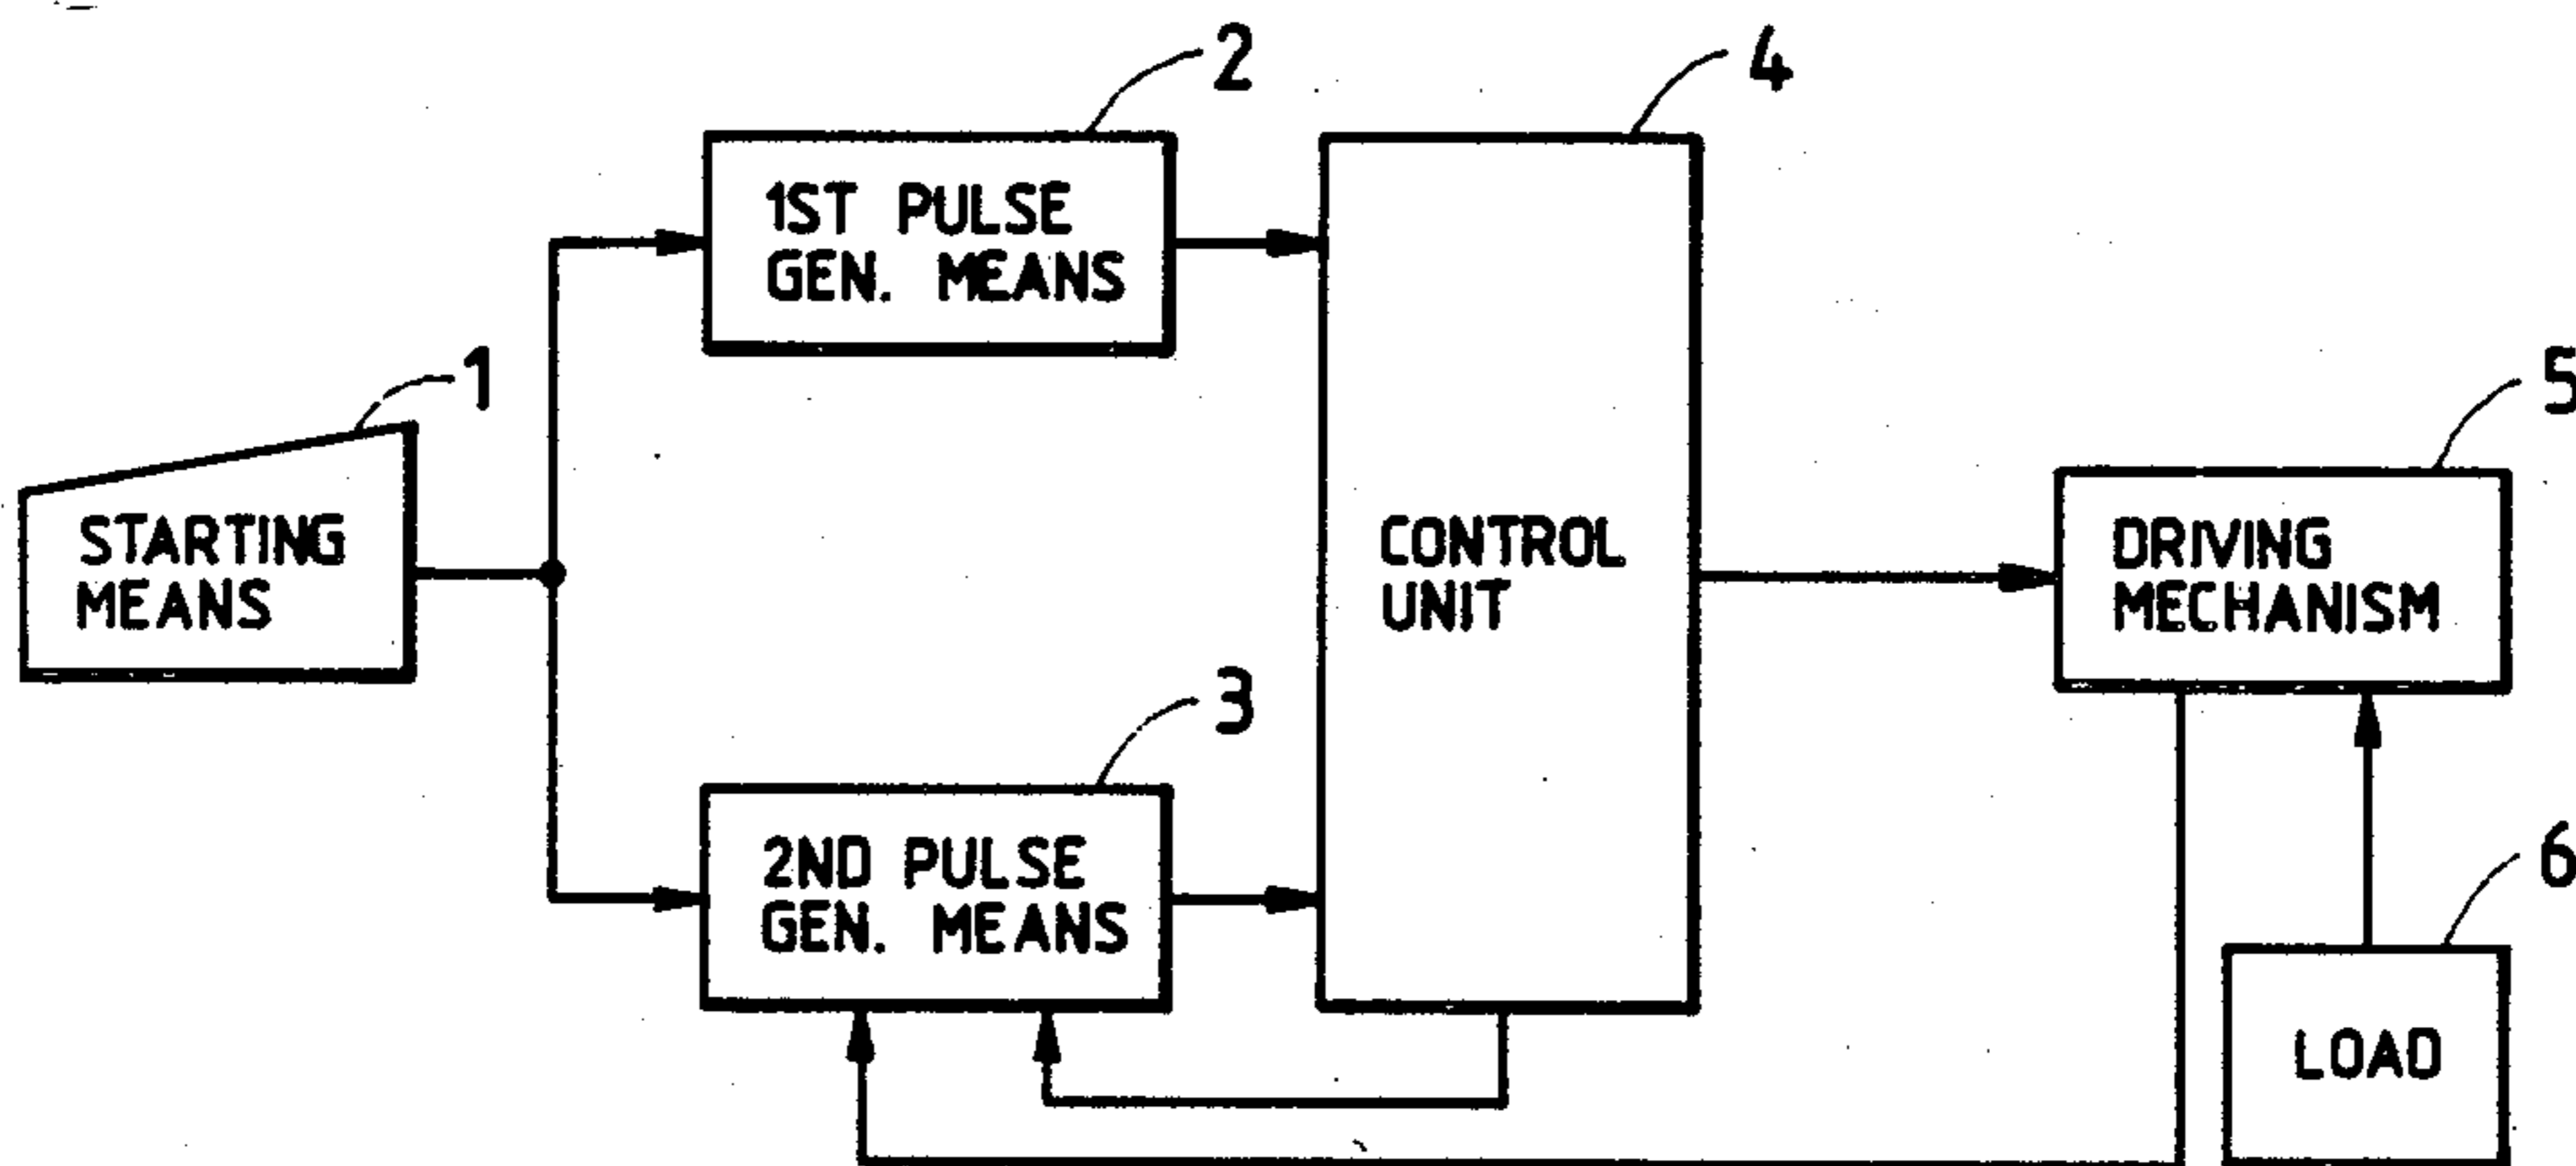 2
4
1ST PULSE
GEN. MEANS
1
5
STARTING
MEANS
CONTROL
UNIT
DRIVING
MECHANISM
3
2ND PULSE
GEN. MEANS
6
LOAD